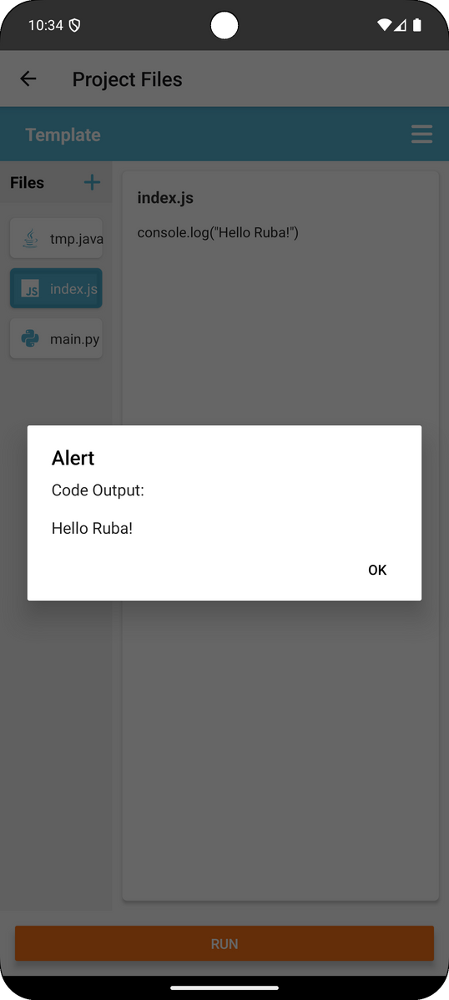 10:34
Project Files
Template
Files
tmp.java
JS
index.js
main.py
index.js
console.log("Hello Ruba!")
Alert
Code Output:
Hello Ruba!
OK
RUN